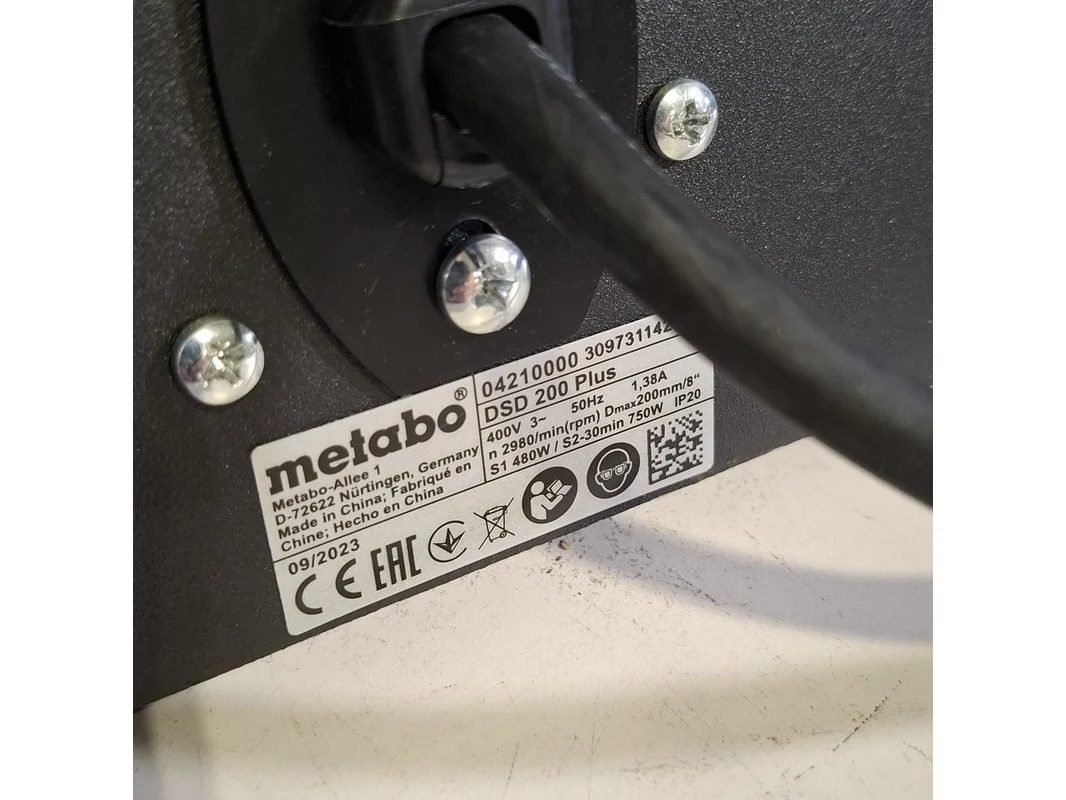 metabo®
Metabo-Allee 1
D-72622 Nürtingen, Germany
Made in China; Fabriqué en
Chine; Hecho en China
09/2023
CE EAC
04210000
DSD 200 Plus
400V 3~ 50Hz 1,38A
n 2980/min(rpm) Dmax200mm/8“
S1 480W / S2-30min 750W IP20